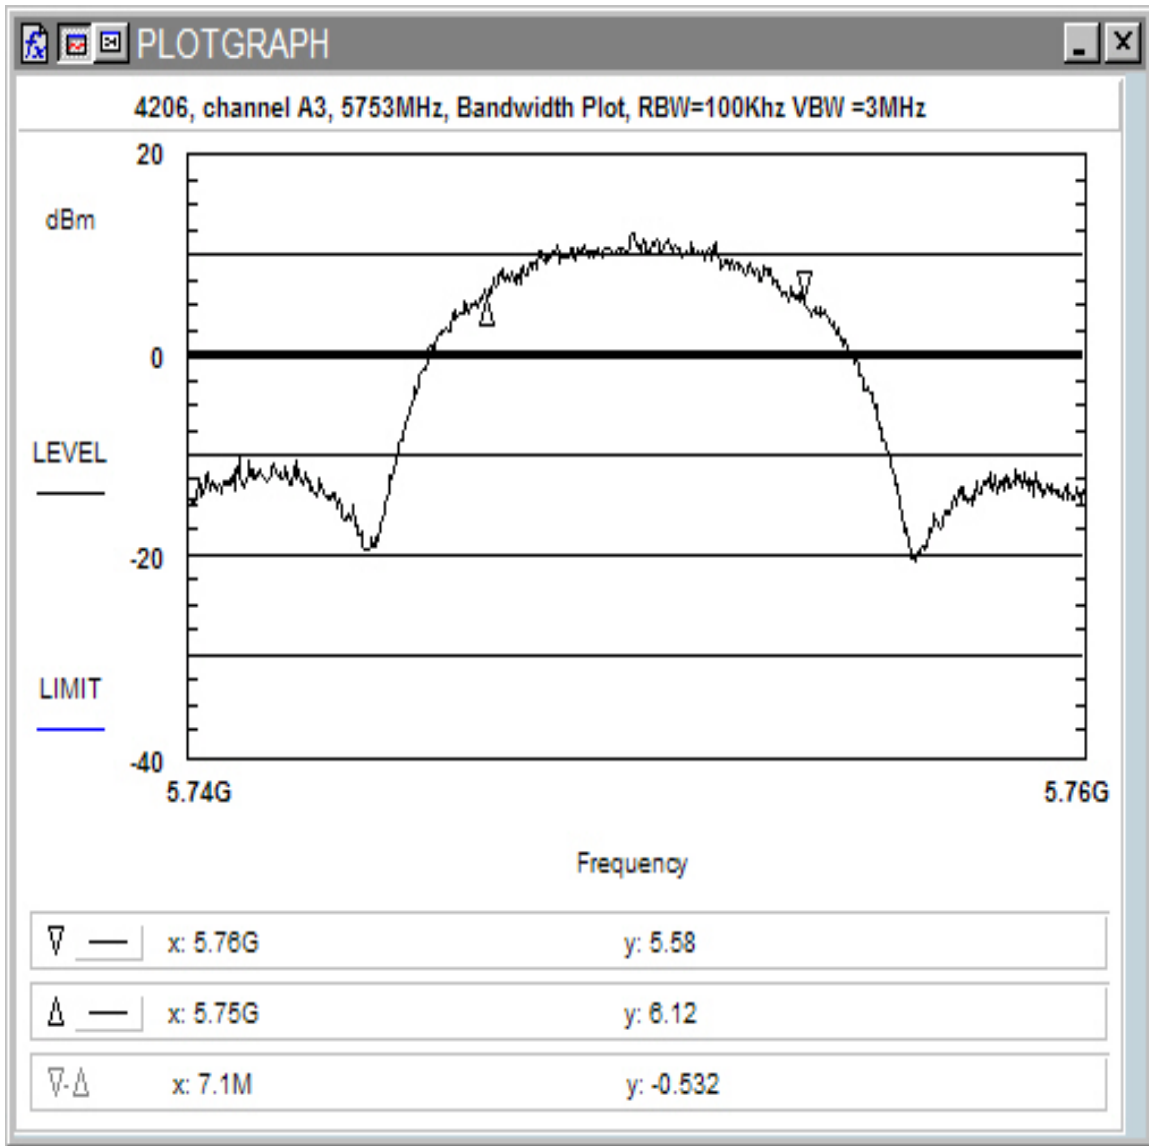 PLOTGRAPH
4206, channel A3, 5753MHz, Bandwidth Plot, RBW=100Khz VBW =3MHz
20
dBm
0
LEVEL
-20
LIMIT
-40
5.74G 5.76G
Frequency
x: 5.76G y: 5.58
x: 5.75G y: 6.12
x: 7.1M y: -0.532